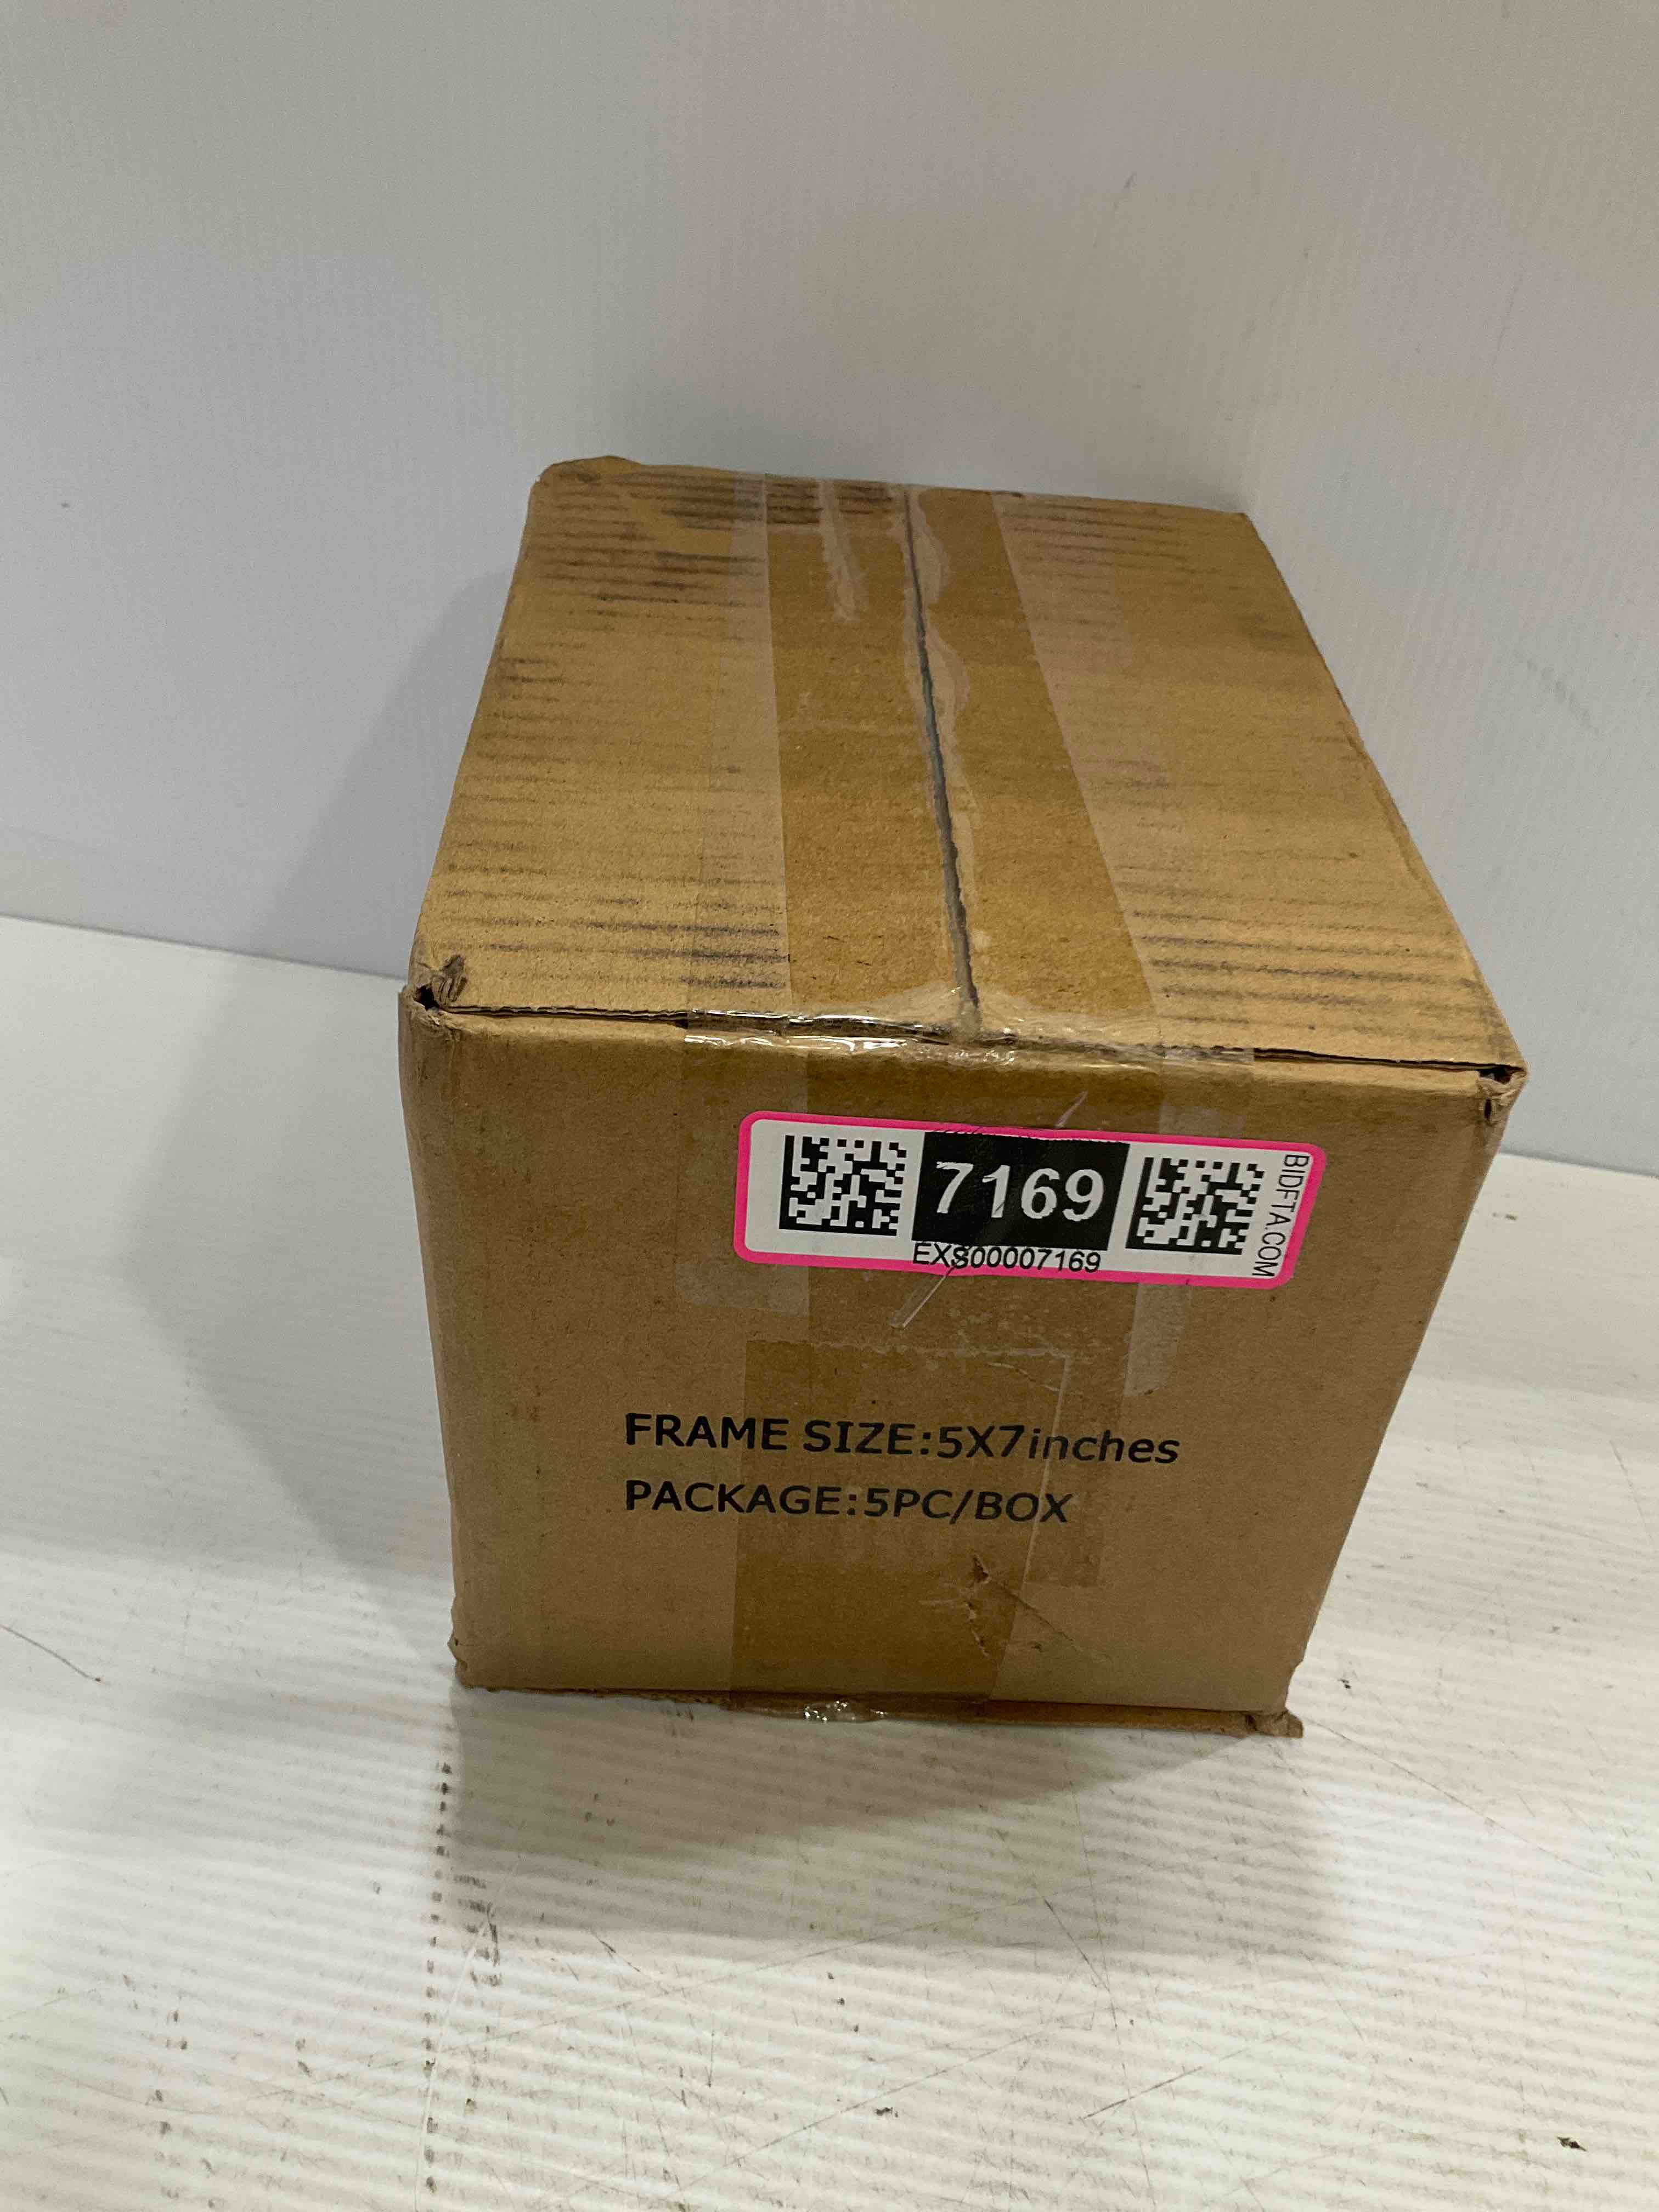 7169
EXS00007169
BIDFTA.COM
FRAME SIZE:5X7inches
PACKAGE:5PC/BOX